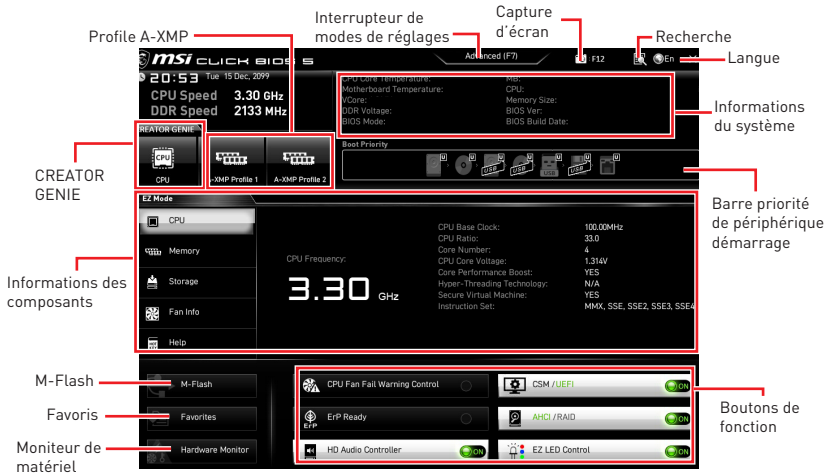 Profile A-XMP
Interrupteur de
modes de réglages
Capture
d'écran
Recherche
Langue
msi CLICK BIOS 5
Advanced (F7)
F12
En
20:53 Tue 15 Dec, 2099
CPU Speed 3.30 GHz
DDR Speed 2133 MHz
CPU Core Temperature:
Motherboard Temperature:
VCore:
DDR Voltage:
BIOS Mode:
MB:
CPU:
Memory Size:
BIOS Ver:
BIOS Build Date:
Informations
du système
CREATOR GENIE
CPU
CPU
A-XMP Profile 1
A-XMP Profile 2
Boot Priority
U U U U U U U
USB USB USB USB
CREATOR
GENIE
Barre priorité
de périphérique
démarrage
EZ Mode
CPU
Memory
Storage
Fan Info
Help
CPU Frequency:
3.30 GHz
CPU Base Clock: 100.00MHz
CPU Ratio: 33.0
Core Number: 4
CPU Core Voltage: 1.314V
Core Performance Boost: YES
Hyper-Threading Technology: N/A
Secure Virtual Machine: YES
Instruction Set: MMX, SSE, SSE2, SSE3, SSE4
Informations des
composants
M-Flash
Favoris
Moniteur de
matériel
M-Flash
Favorites
Hardware Monitor
CPU Fan Fail Warning Control
ErP
ErP Ready
HD Audio Controller ON
CSM /UEFI ON
AHCI /RAID ON
EZ LED Control ON
Boutons de
fonction